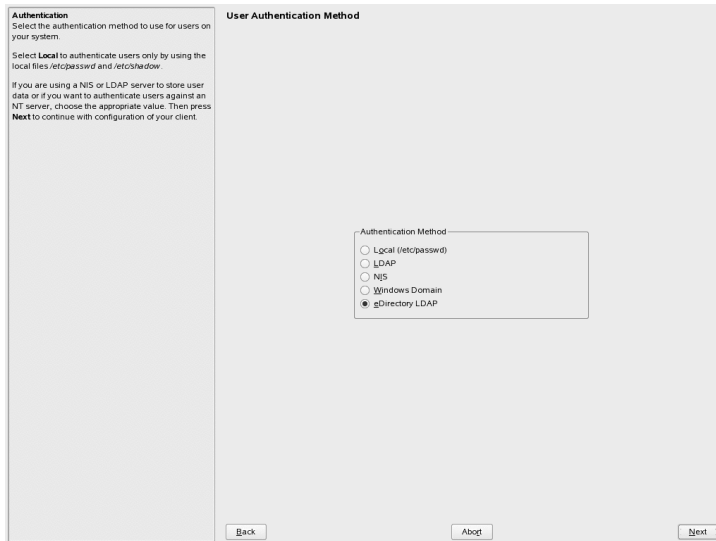 Authentication
Select the authentication method to use for users on
your system.
Select Local to authenticate users only by using the
local files /etc/passwd and /etc/shadow.
If you are using a NIS or LDAP server to store user
data or if you want to authenticate users against an
NT server, choose the appropriate value. Then press
Next to continue with configuration of your client.
User Authentication Method
Authentication Method
Local (/etc/passwd)
LDAP
NIS
Windows Domain
eDirectory LDAP
Back
Abort
Next